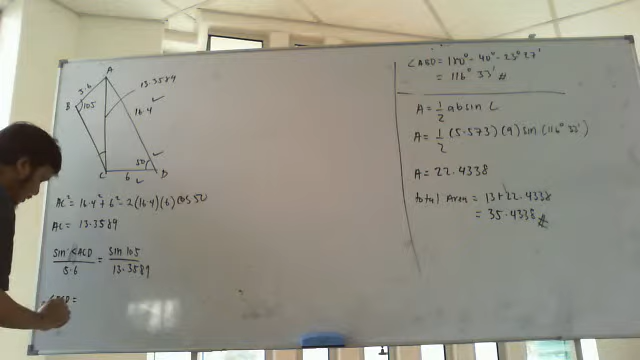 A
3.6
13.3584
B
105
16.4
50
C
6
D
AC² = 16.4² + 6² - 2(16.4)(6) cos 50
AC = 13.3589
sin <ACD / 5.6 = sin 105 / 13.3589
<ABD = 180° - 40° - 23° 27'
= 116° 33' #
A = 1/2 ab sin C
A = 1/2 (5.573)(9) sin (116° 33')
A = 22.4338
total Area = 13 + 22.4338
= 35.4338 #